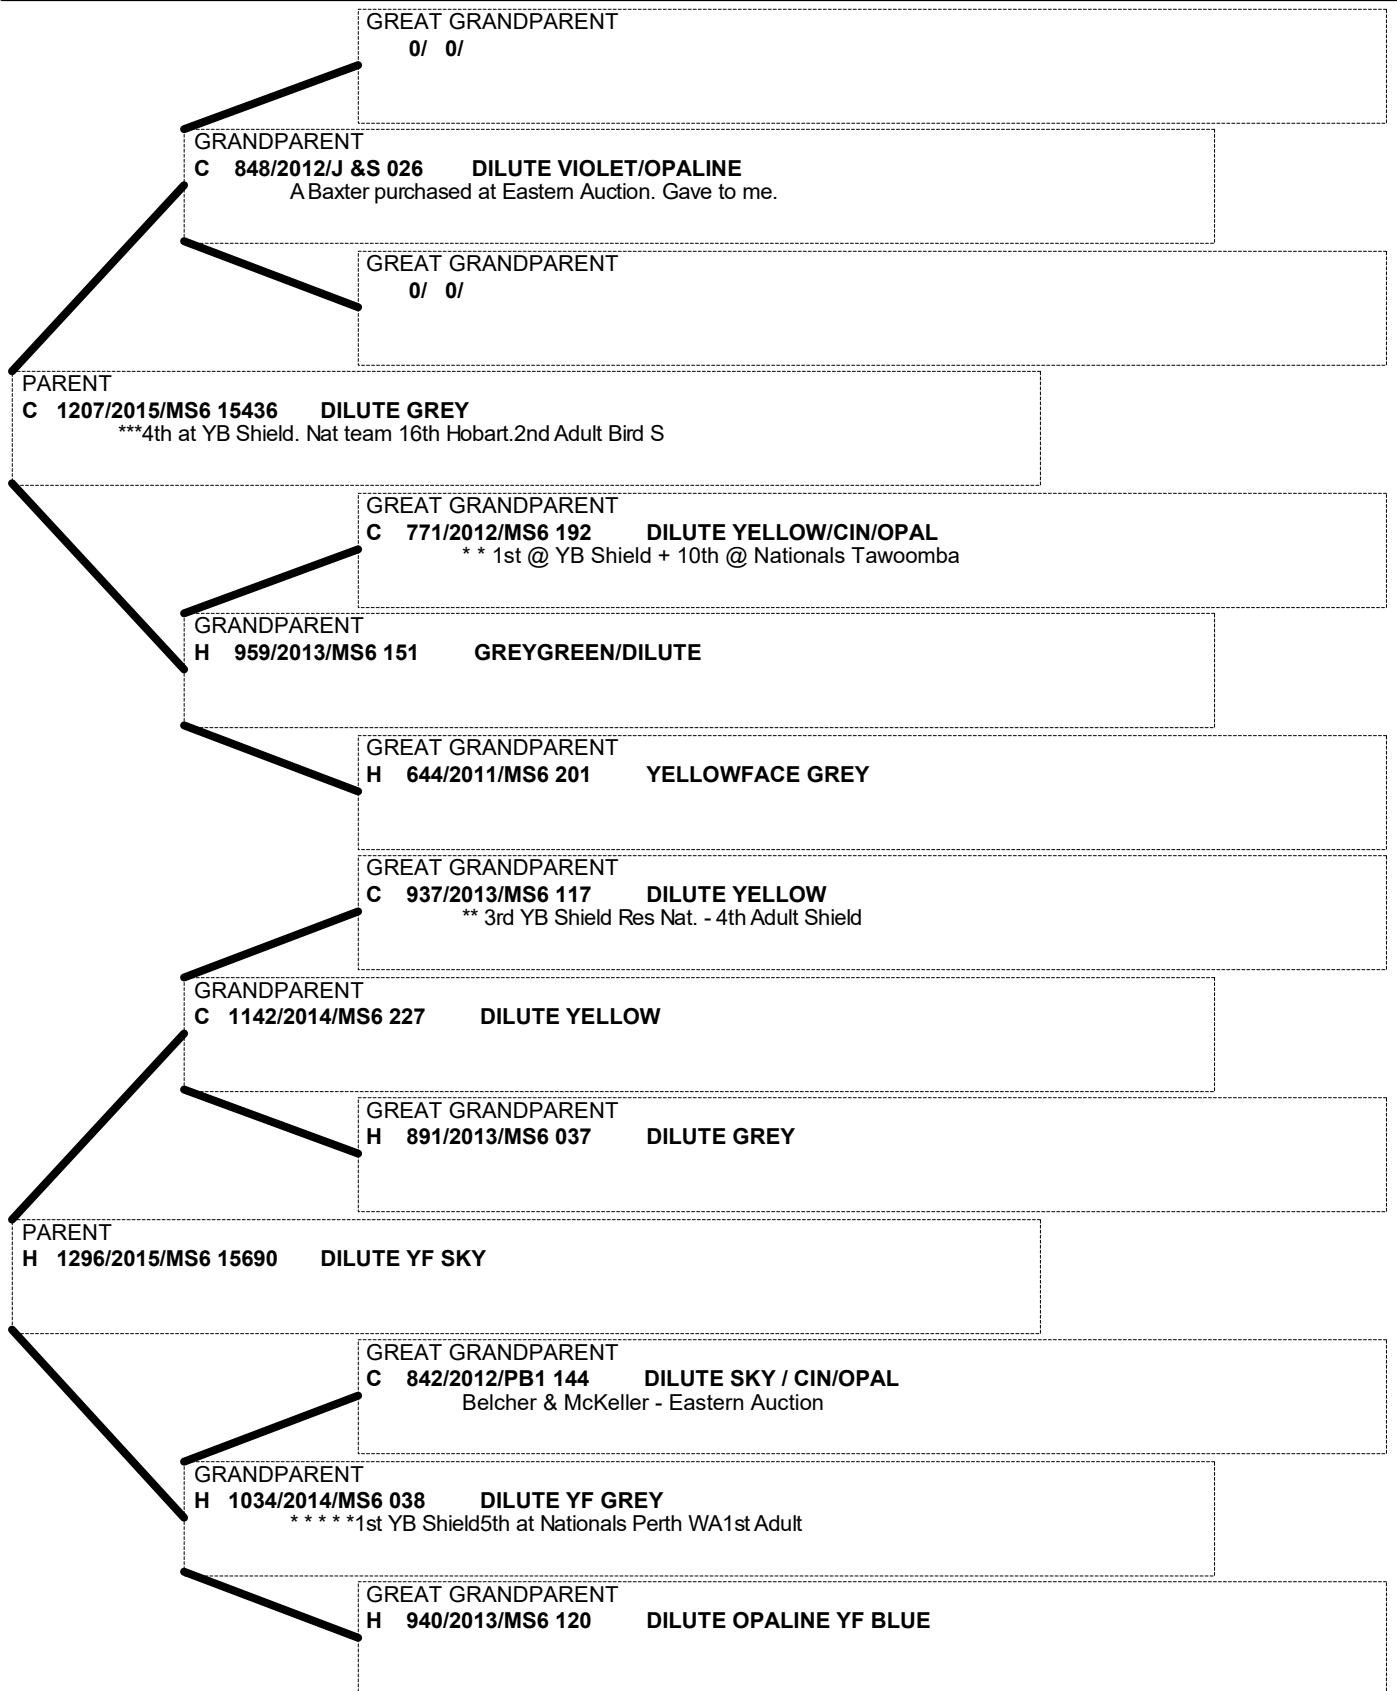 GREAT GRANDPARENT
0/ 0/
GRANDPARENT
C 848/2012/J &S 026 DILUTE VIOLET/OPALINE
A Baxter purchased at Eastern Auction. Gave to me.
GREAT GRANDPARENT
0/ 0/
PARENT
C 1207/2015/MS6 15436 DILUTE GREY
***4th at YB Shield. Nat team 16th Hobart.2nd Adult Bird S
GREAT GRANDPARENT
C 771/2012/MS6 192 DILUTE YELLOW/CIN/OPAL
* * 1st @ YB Shield + 10th @ Nationals Tawoomba
GRANDPARENT
H 959/2013/MS6 151 GREYGREEN/DILUTE
GREAT GRANDPARENT
H 644/2011/MS6 201 YELLOWFACE GREY
GREAT GRANDPARENT
C 937/2013/MS6 117 DILUTE YELLOW
** 3rd YB Shield Res Nat. - 4th Adult Shield
GRANDPARENT
C 1142/2014/MS6 227 DILUTE YELLOW
GREAT GRANDPARENT
H 891/2013/MS6 037 DILUTE GREY
PARENT
H 1296/2015/MS6 15690 DILUTE YF SKY
GREAT GRANDPARENT
C 842/2012/PB1 144 DILUTE SKY / CIN/OPAL
Belcher & McKeller - Eastern Auction
GRANDPARENT
H 1034/2014/MS6 038 DILUTE YF GREY
* * * * *1st YB Shield5th at Nationals Perth WA1st Adult
GREAT GRANDPARENT
H 940/2013/MS6 120 DILUTE OPALINE YF BLUE